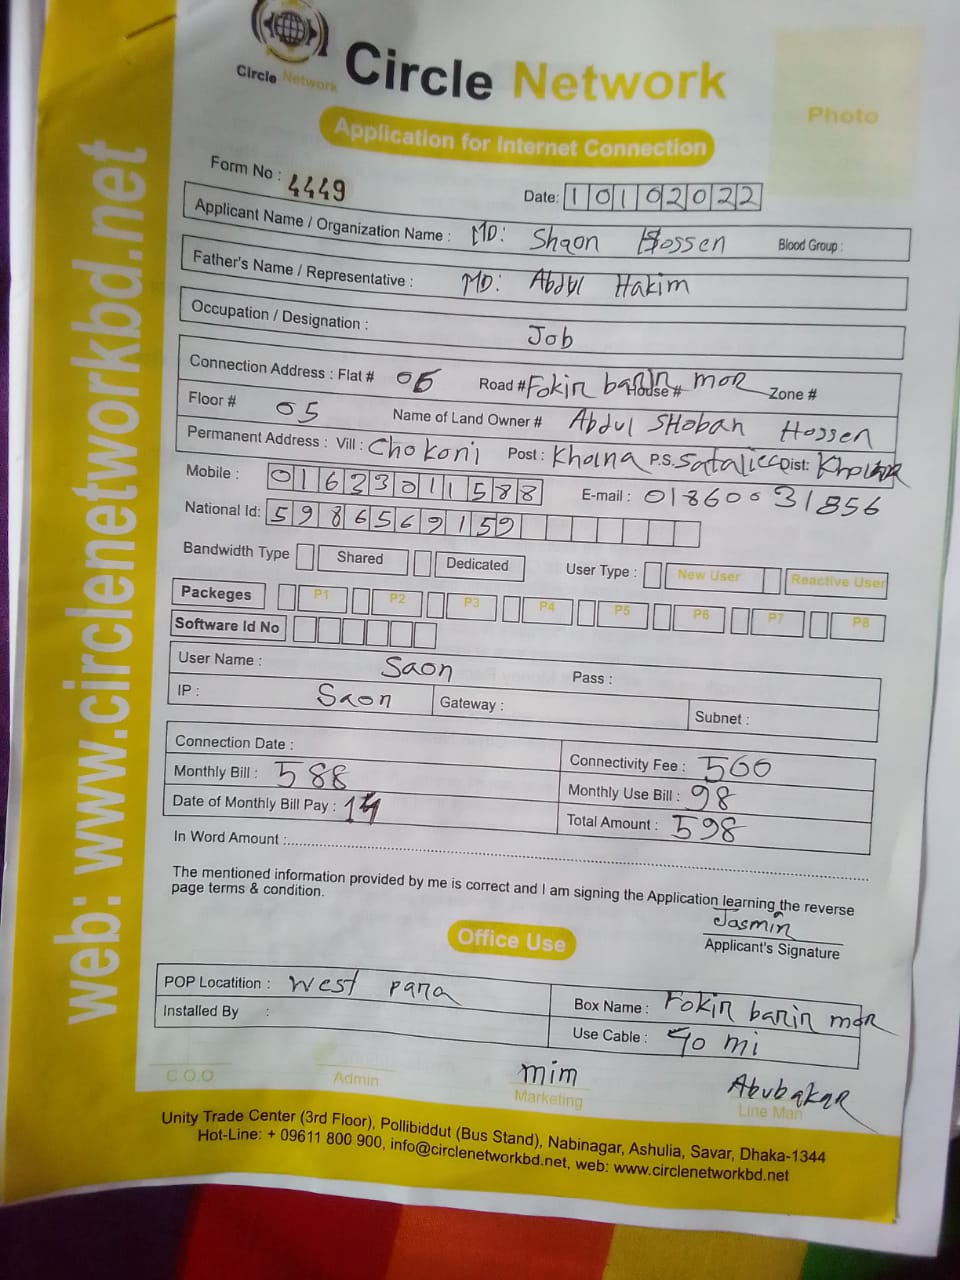 Circle Network
Circle Network
Photo
Application for Internet Connection
Form No : 4449
Date: 10102022
Applicant Name / Organization Name : MD: Shaon Hossen Blood Group :
Father's Name / Representative : MD: Abdul Hakim
Occupation / Designation : Job
Connection Address : Flat # 05 Road # Fokir barir mor House # Zone #
Floor # 05 Name of Land Owner # Abdul SHoban Hossen
Permanent Address : Vill : Chokoni Post : Kholna P.S. Dist:
Mobile : 01623011588 E-mail : 01860631856
National Id: 5986569159
Bandwidth Type Shared Dedicated User Type : New User Reactive User
Packeges P1 P2 P3 P4 P5 P6 P7 P8
Software Id No
User Name : Saon Pass :
IP : Saon Gateway : Subnet :
Connection Date : Connectivity Fee : 500
Monthly Bill : 588 Monthly Use Bill : 98
Date of Monthly Bill Pay : Total Amount : 598
In Word Amount :
The mentioned information provided by me is correct and I am signing the Application learning the reverse
page terms & condition.
Jasmin
Applicant's Signature
Office Use
POP Locatition : West para Box Name : Fokir barir mor
Installed By : Use Cable : 90 mi
mim Abubakar
C.O.O. Admin Marketing Line Man
Unity Trade Center (3rd Floor), Pollibiddut (Bus Stand), Nabinagar, Ashulia, Savar, Dhaka-1344
Hot-Line: + 09611 800 900, info@circlenetworkbd.net, web: www.circlenetworkbd.net
web: www.circlenetworkbd.net